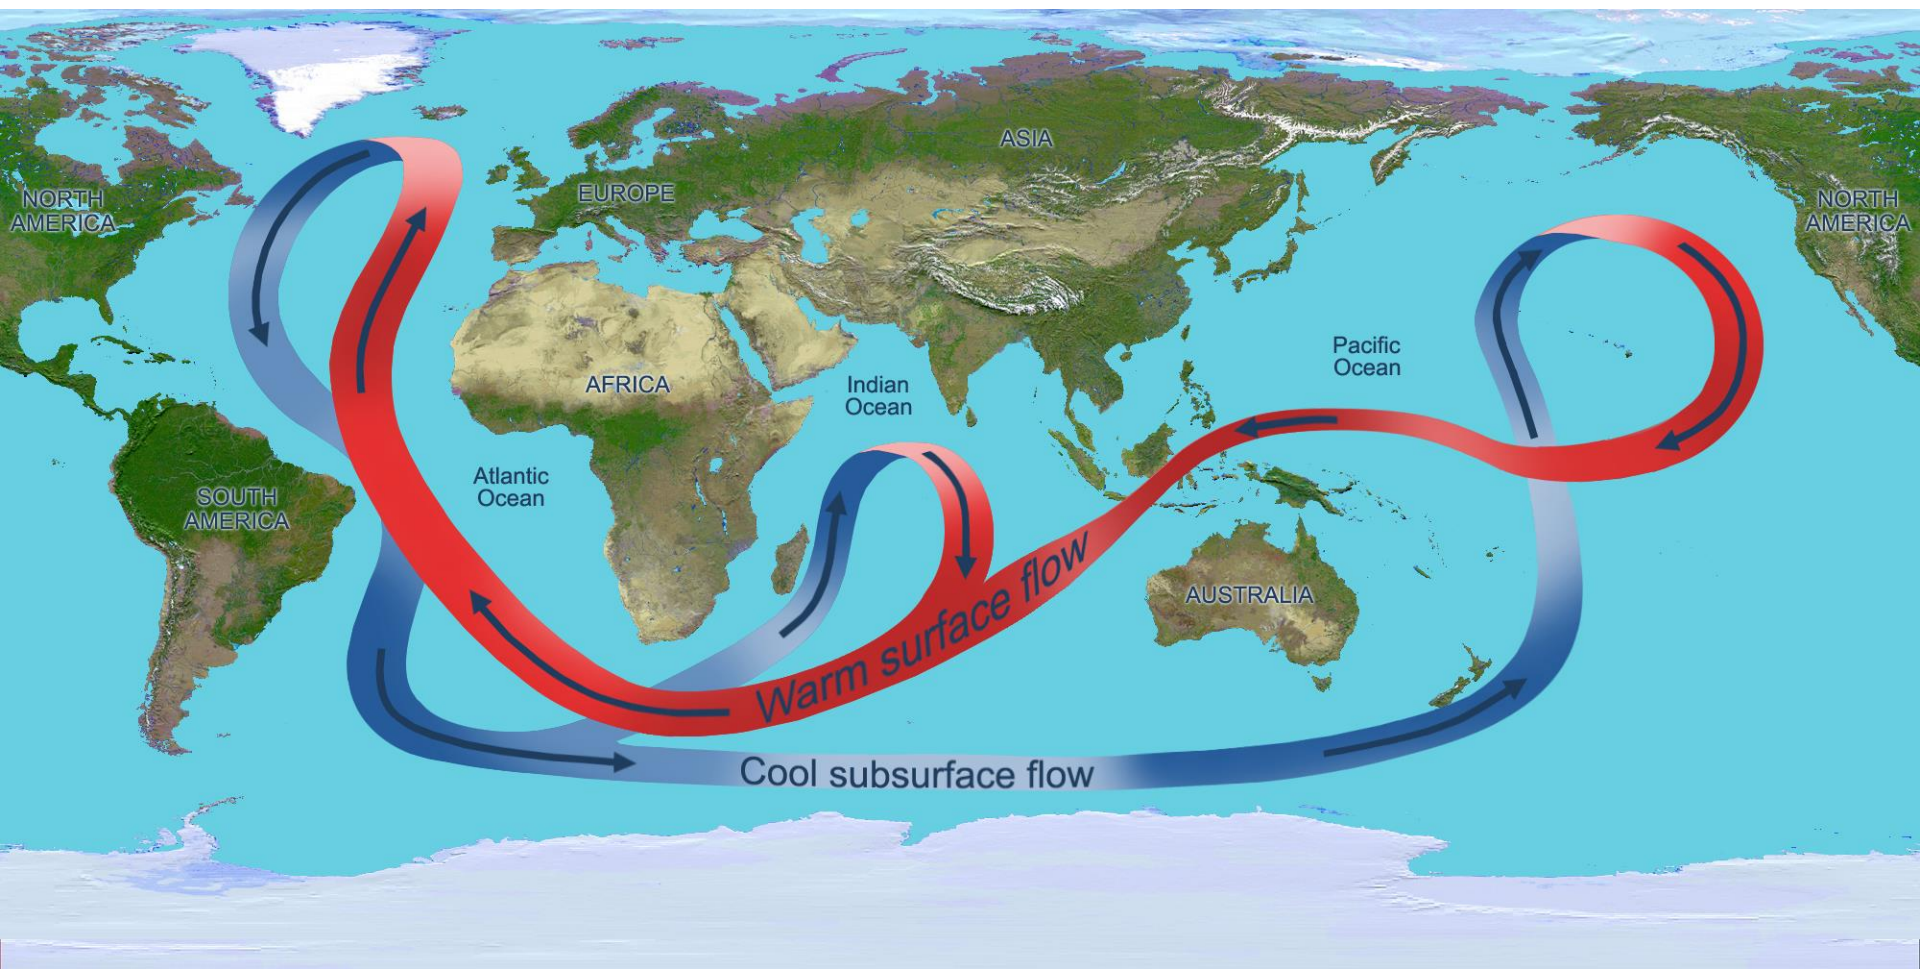 ASIA
EUROPE
NORTH
AMERICA
NORTH
AMERICA
Pacific
Ocean
AFRICA
Indian
Ocean
Atlantic
Ocean
SOUTH
AMERICA
AUSTRALIA
Warm surface flow
Cool subsurface flow